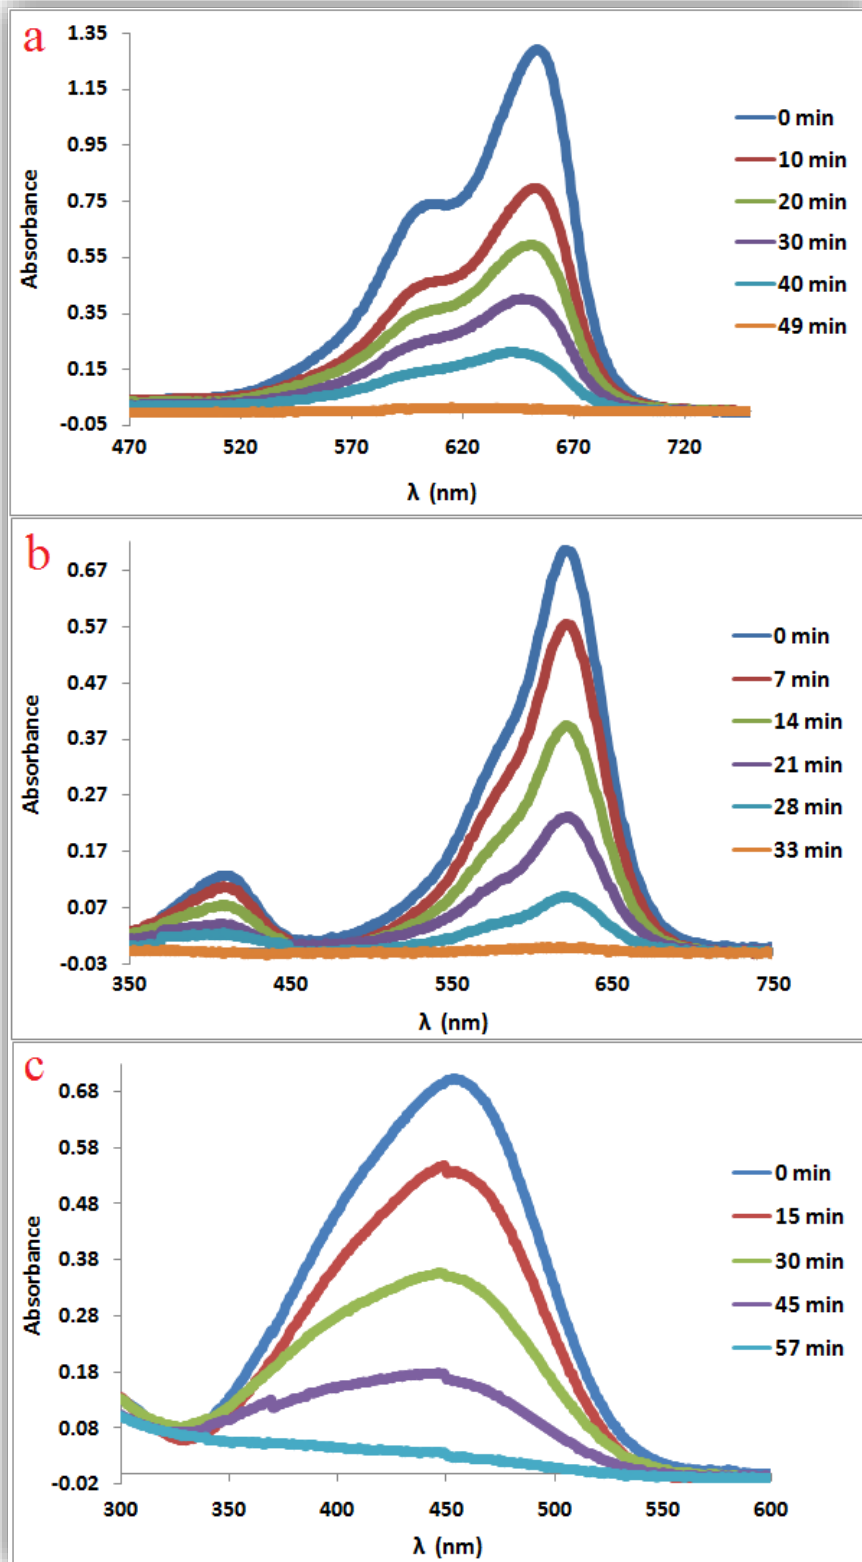 a
1.35
1.15
0.95
0.75
0.55
0.35
0.15
-0.05
Absorbance
470 520 570 620 670 720
λ (nm)
0 min
10 min
20 min
30 min
40 min
49 min
b
0.67
0.57
0.47
0.37
0.27
0.17
0.07
-0.03
Absorbance
350 450 550 650 750
λ (nm)
0 min
7 min
14 min
21 min
28 min
33 min
c
0.68
0.58
0.48
0.38
0.28
0.18
0.08
-0.02
Absorbance
300 350 400 450 500 550 600
λ (nm)
0 min
15 min
30 min
45 min
57 min